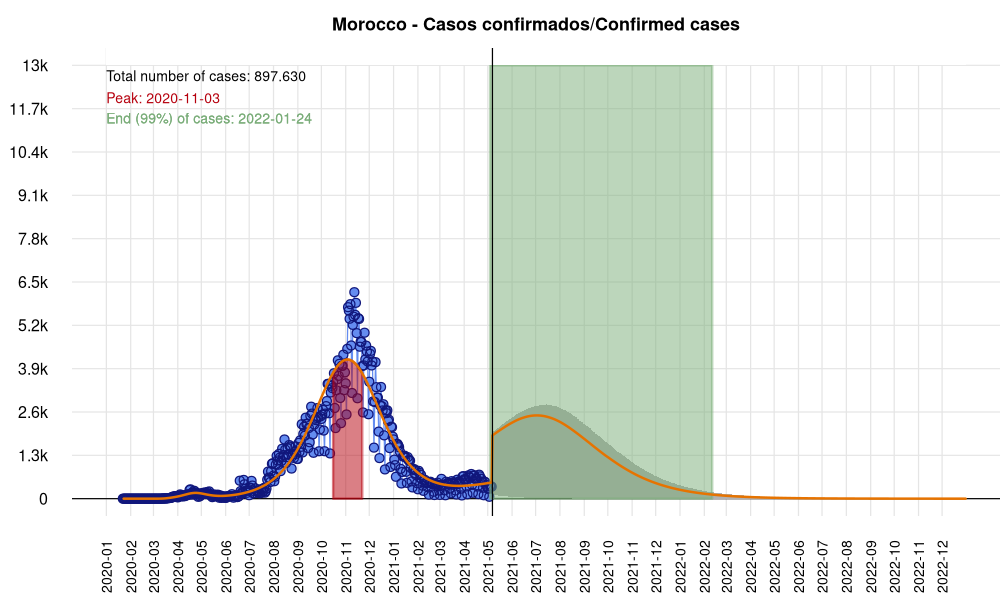 Morocco - Casos confirmados/Confirmed cases
Total number of cases: 897.630
Peak: 2020-11-03
End (99%) of cases: 2022-01-24
13k
11.7k
10.4k
9.1k
7.8k
6.5k
5.2k
3.9k
2.6k
1.3k
0
2020-01
2020-02
2020-03
2020-04
2020-05
2020-06
2020-07
2020-08
2020-09
2020-10
2020-11
2020-12
2021-01
2021-02
2021-03
2021-04
2021-05
2021-06
2021-07
2021-08
2021-09
2021-10
2021-11
2021-12
2022-01
2022-02
2022-03
2022-04
2022-05
2022-06
2022-07
2022-08
2022-09
2022-10
2022-11
2022-12